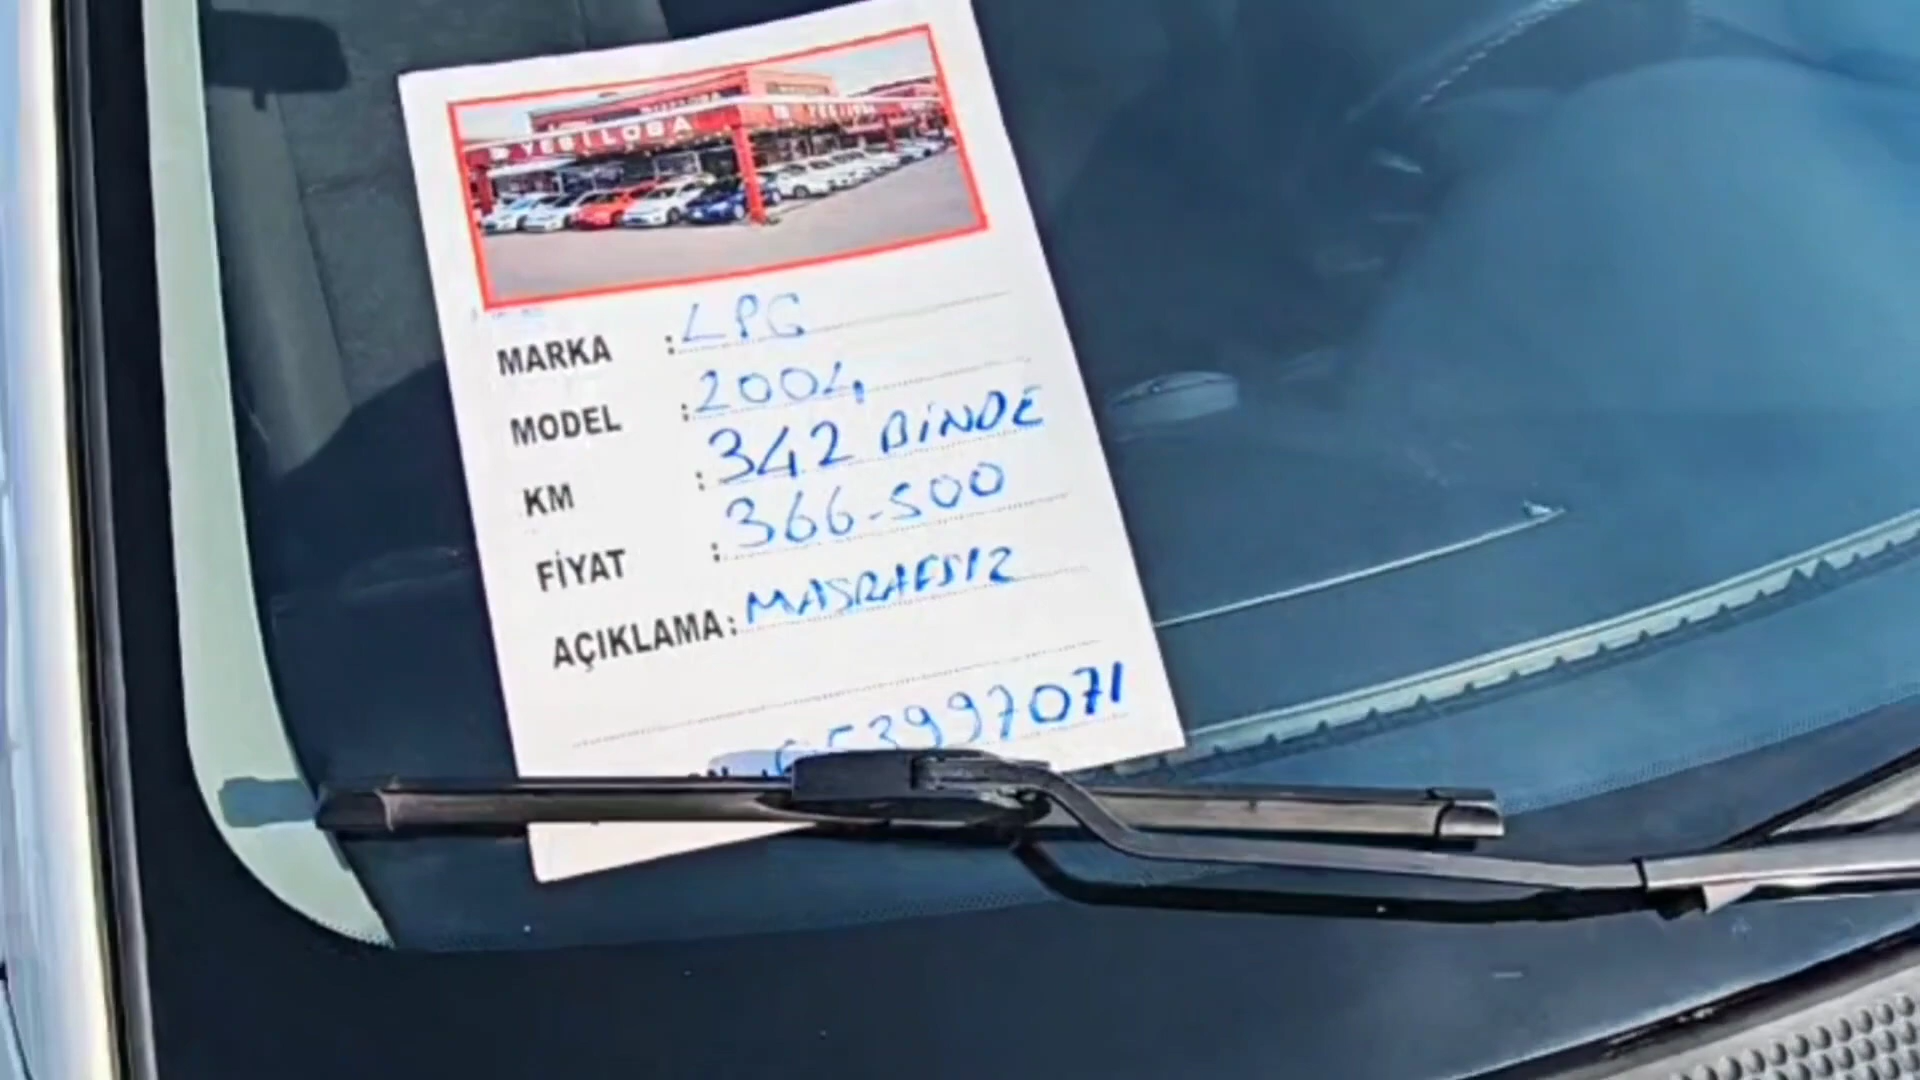 YEŞİLOBA
MARKA : LPG
MODEL : 2004
KM : 342 BİNDE
FİYAT : 366-500
AÇIKLAMA: MASRAFSIZ